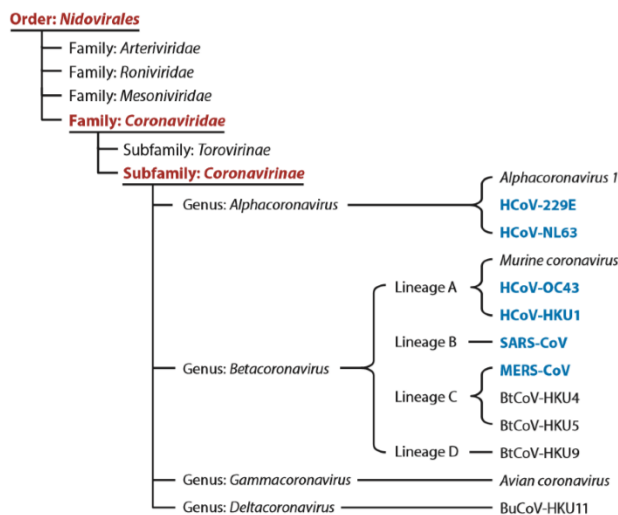 Order: Nidovirales
Family: Arteriviridae
Family: Roniviridae
Family: Mesoniviridae
Family: Coronaviridae
Subfamily: Torovirinae
Subfamily: Coronavirinae
Genus: Alphacoronavirus
Alphacoronavirus 1
HCoV-229E
HCoV-NL63
Genus: Betacoronavirus
Lineage A
Murine coronavirus
HCoV-OC43
HCoV-HKU1
Lineage B
SARS-CoV
Lineage C
MERS-CoV
BtCoV-HKU4
BtCoV-HKU5
Lineage D
BtCoV-HKU9
Genus: Gammacoronavirus
Avian coronavirus
Genus: Deltacoronavirus
BuCoV-HKU11